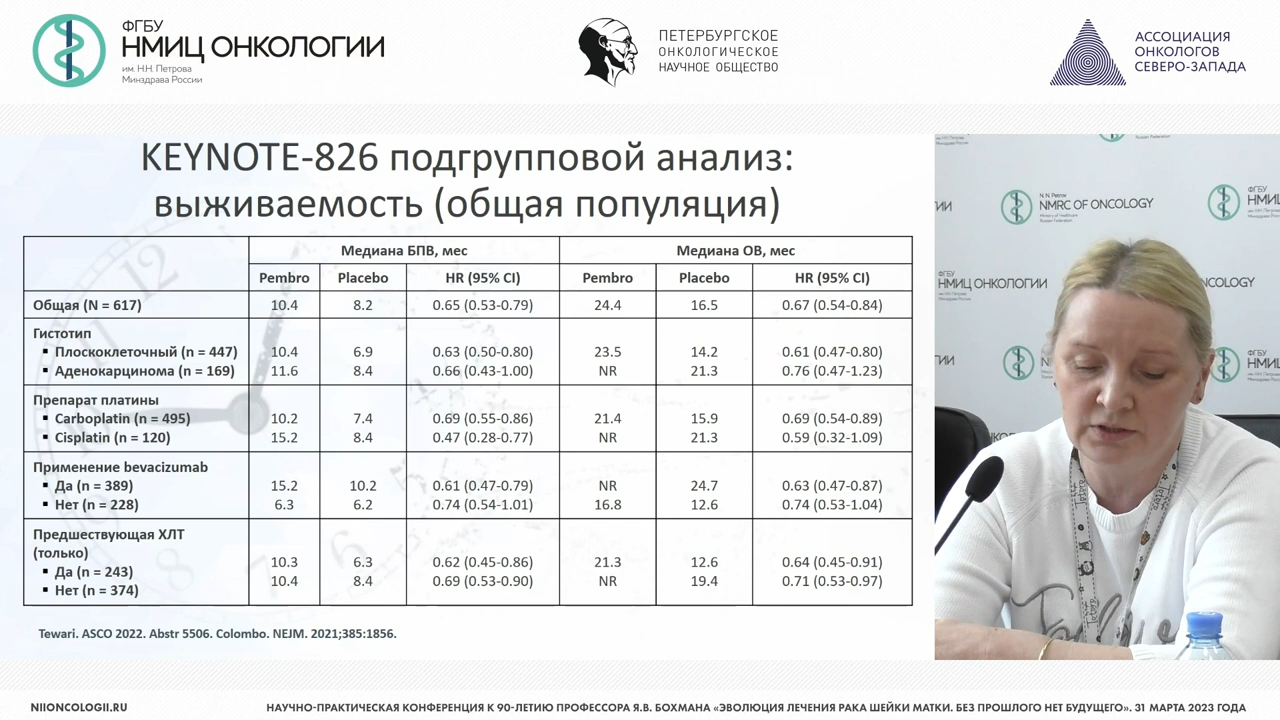 ФГБУ
НМИЦ ОНКОЛОГИИ
им. Н.Н. Петрова
Минздрава России
ПЕТЕРБУРГСКОЕ
ОНКОЛОГИЧЕСКОЕ
НАУЧНОЕ ОБЩЕСТВО
АССОЦИАЦИЯ
ОНКОЛОГОВ
СЕВЕРО-ЗАПАДА
KEYNOTE-826 подгрупповой анализ:
выживаемость (общая популяция)
Медиана БПВ, мес Медиана ОВ, мес
Pembro Placebo HR (95% CI) Pembro Placebo HR (95% CI)
Общая (N = 617) 10.4 8.2 0.65 (0.53-0.79) 24.4 16.5 0.67 (0.54-0.84)
Гистотип
▪ Плоскоклеточный (n = 447) 10.4 6.9 0.63 (0.50-0.80) 23.5 14.2 0.61 (0.47-0.80)
▪ Аденокарцинома (n = 169) 11.6 8.4 0.66 (0.43-1.00) NR 21.3 0.76 (0.47-1.23)
Препарат платины
▪ Carboplatin (n = 495) 10.2 7.4 0.69 (0.55-0.86) 21.4 15.9 0.69 (0.54-0.89)
▪ Cisplatin (n = 120) 15.2 8.4 0.47 (0.28-0.77) NR 21.3 0.59 (0.32-1.09)
Применение bevacizumab
▪ Да (n = 389) 15.2 10.2 0.61 (0.47-0.79) NR 24.7 0.63 (0.47-0.87)
▪ Нет (n = 228) 6.3 6.2 0.74 (0.54-1.01) 16.8 12.6 0.74 (0.53-1.04)
Предшествующая ХЛТ
(только)
▪ Да (n = 243) 10.3 6.3 0.62 (0.45-0.86) 21.3 12.6 0.64 (0.45-0.91)
▪ Нет (n = 374) 10.4 8.4 0.69 (0.53-0.90) NR 19.4 0.71 (0.53-0.97)
Tewari. ASCO 2022. Abstr 5506. Colombo. NEJM. 2021;385:1856.
N.N. Petrov
NMRC OF ONCOLOGY
Ministry of Healthcare
Russian Federation
ФГБУ
НМИЦ ОНКОЛОГИИ
NIIONCOLOGII.RU
НАУЧНО-ПРАКТИЧЕСКАЯ КОНФЕРЕНЦИЯ К 90-ЛЕТИЮ ПРОФЕССОРА Я.В. БОХМАНА «ЭВОЛЮЦИЯ ЛЕЧЕНИЯ РАКА ШЕЙКИ МАТКИ. БЕЗ ПРОШЛОГО НЕТ БУДУЩЕГО». 31 МАРТА 2023 ГОДА